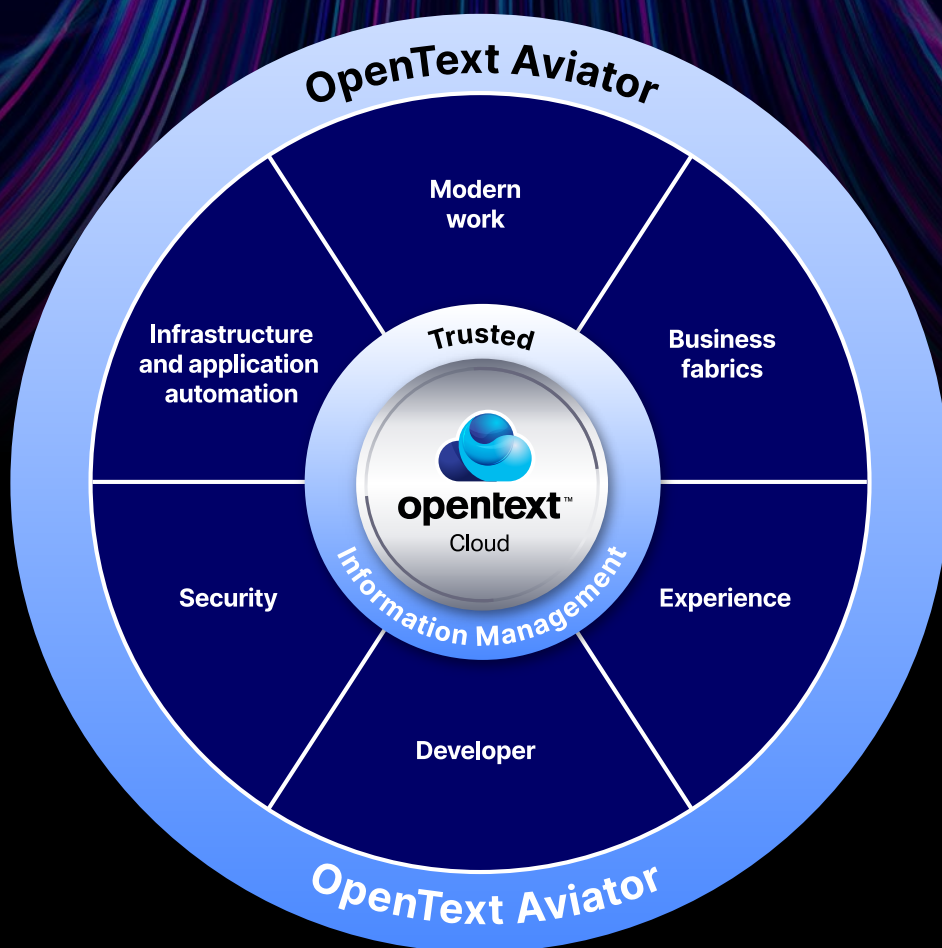 OpenText Aviator
Modern
work
Infrastructure
and application
automation
Business
fabrics
Trusted
opentext™
Cloud
Information Management
Security
Experience
Developer
OpenText Aviator